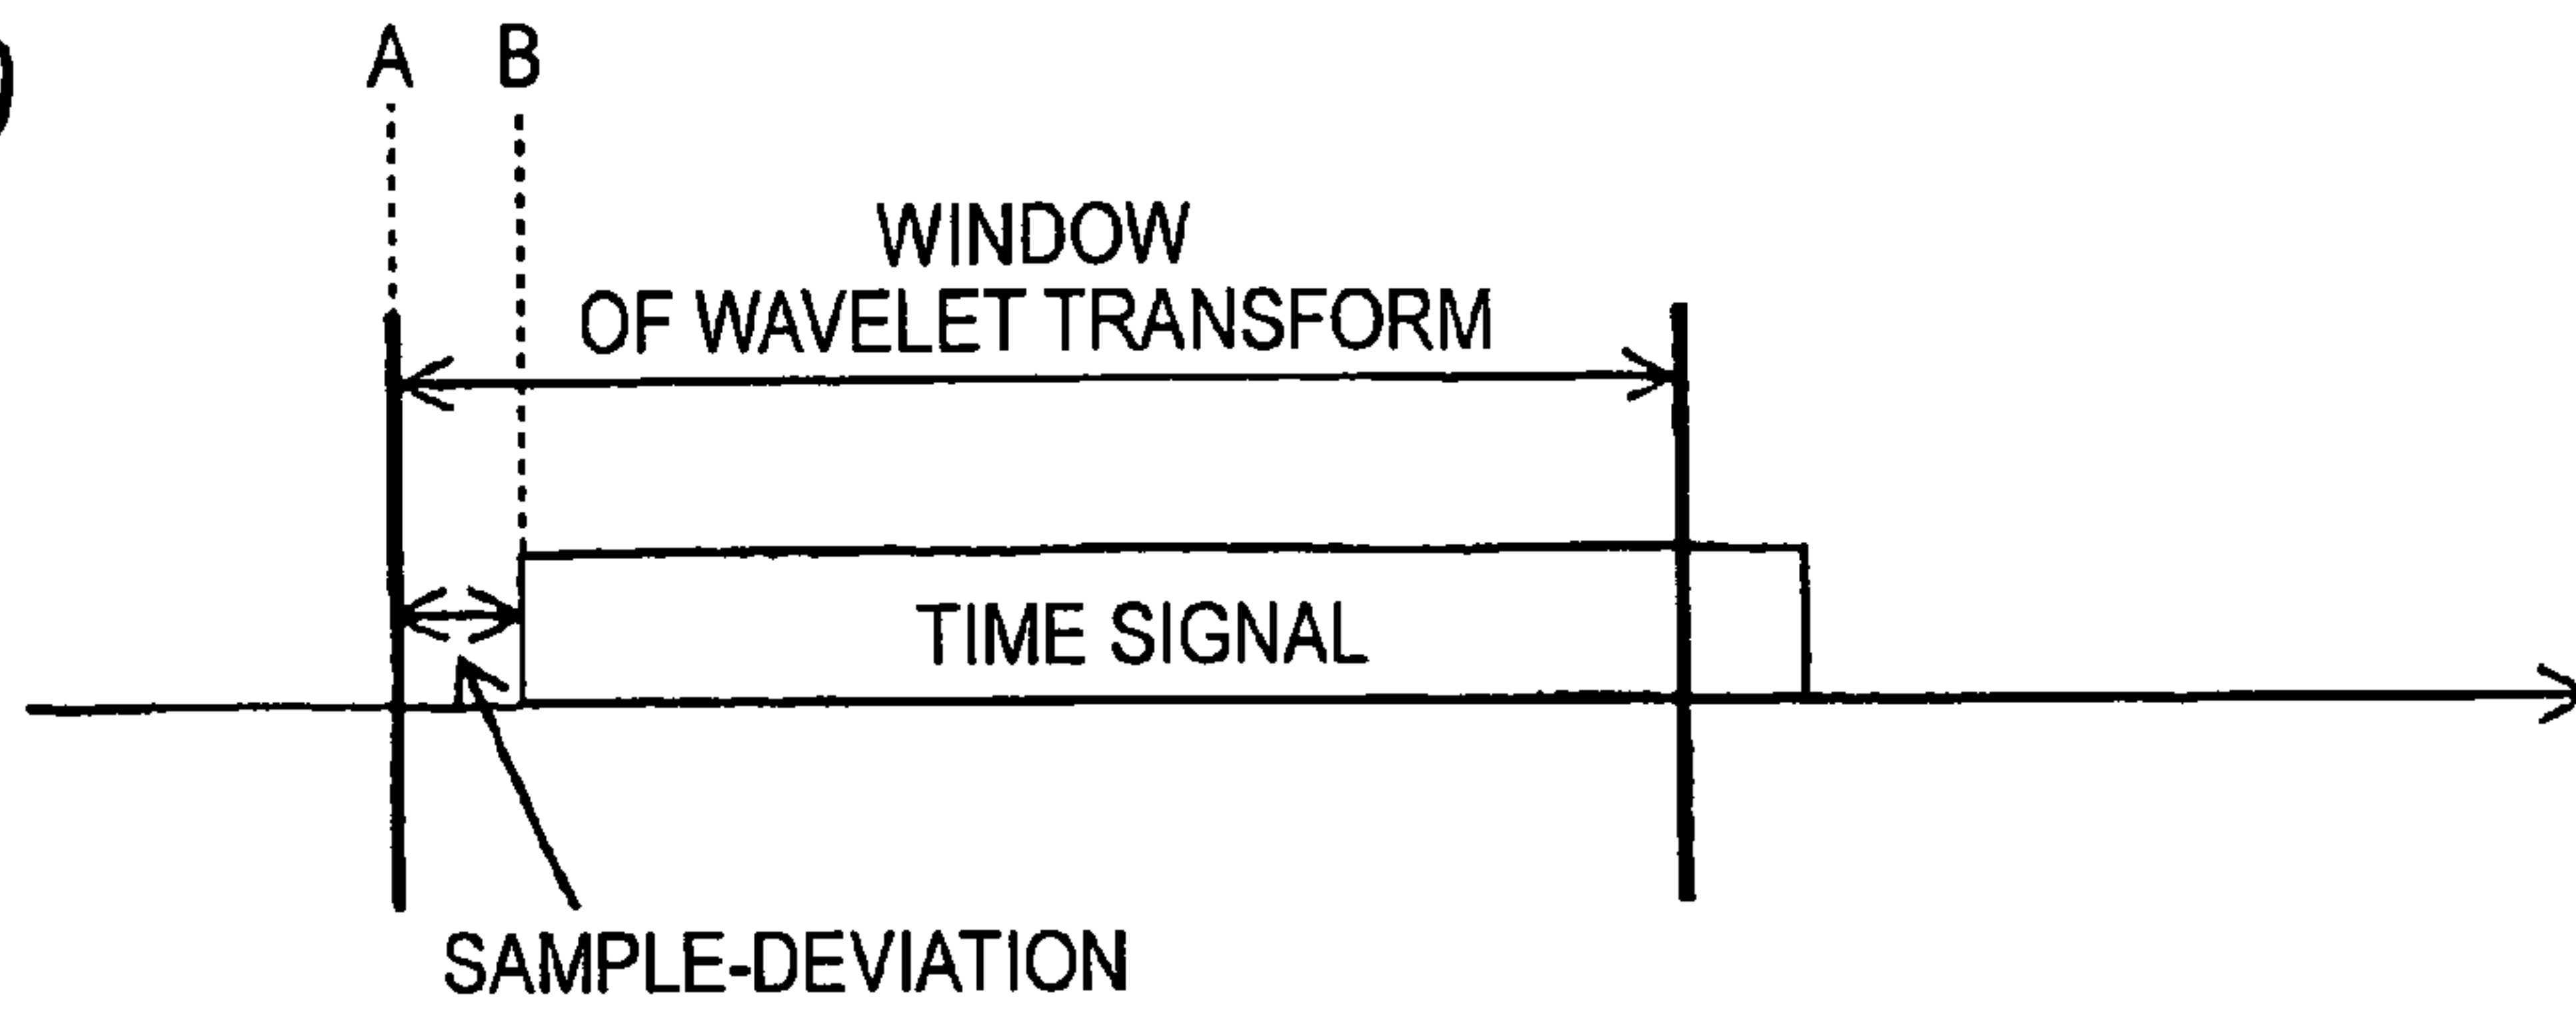 A B
WINDOW
OF WAVELET TRANSFORM
TIME SIGNAL
SAMPLE-DEVIATION